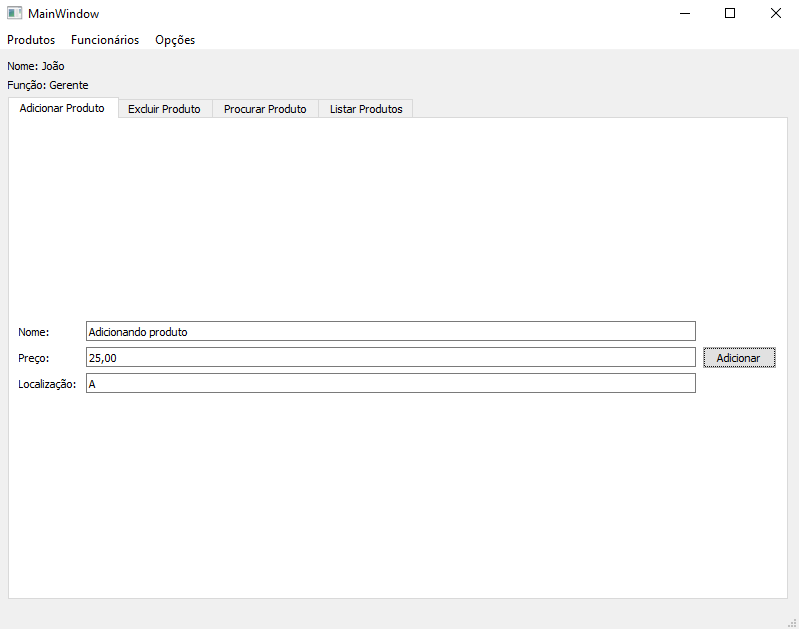 MainWindow
Produtos Funcionários Opções
Nome: João
Função: Gerente
Adicionar Produto Excluir Produto Procurar Produto Listar Produtos
Nome: Adicionando produto
Preço: 25,00 Adicionar
Localização: A